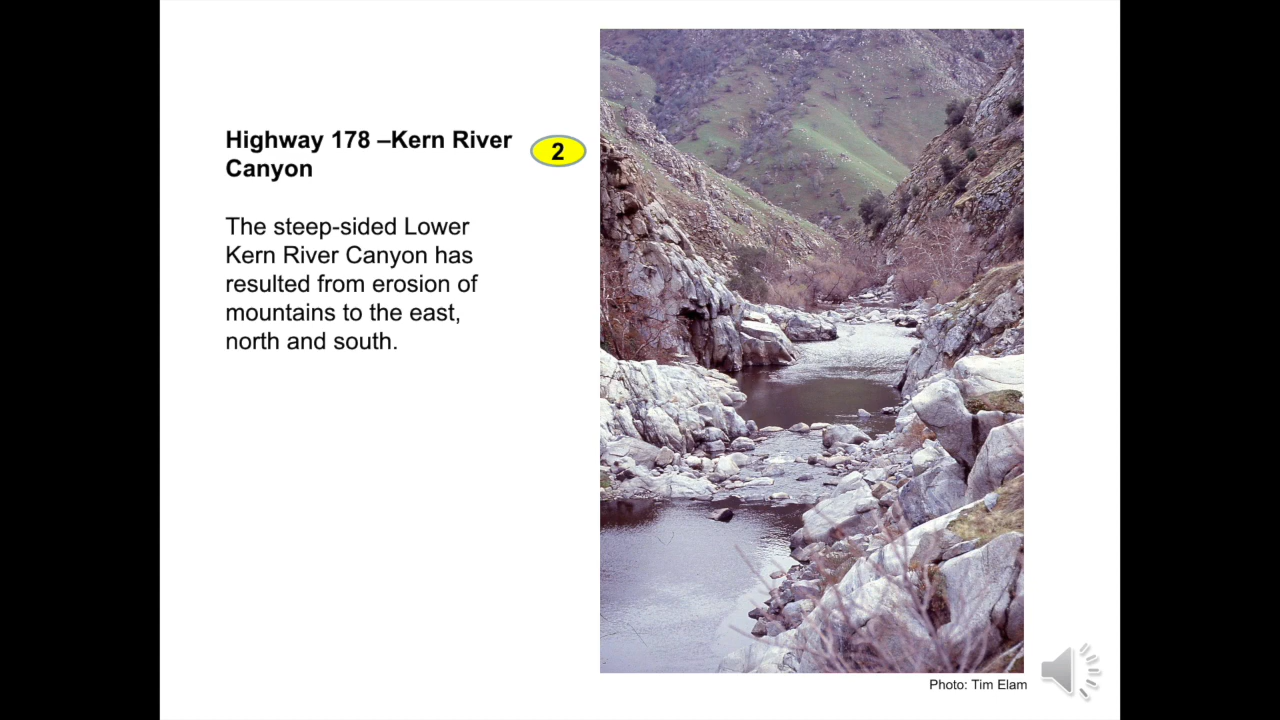 Highway 178 –Kern River
Canyon
2
The steep-sided Lower
Kern River Canyon has
resulted from erosion of
mountains to the east,
north and south.
Photo: Tim Elam